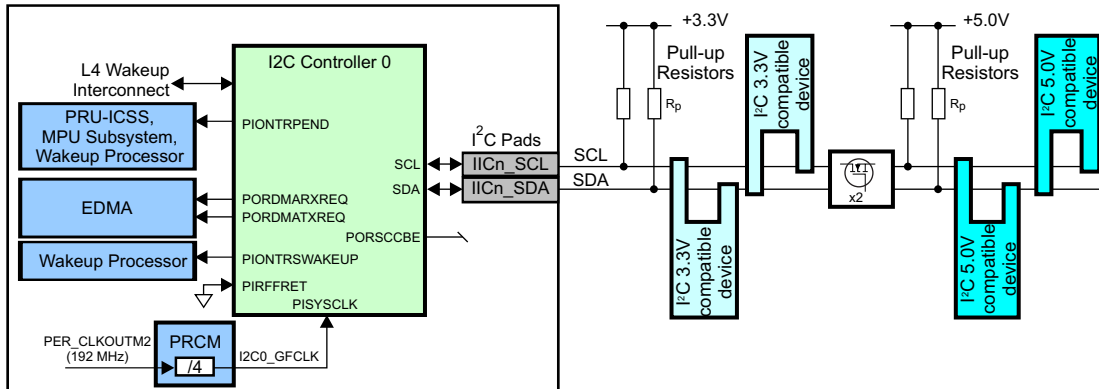 I2C Controller 0
L4 Wakeup
Interconnect
PRU-ICSS,
MPU Subsystem,
Wakeup Processor
PIONTRPEND
EDMA
PORDMARXREQ
PORDMATXREQ
Wakeup Processor
PIONTRSWAKEUP
PIRFFRET
PISYSCLK
SCL
SDA
PORSCCBE
PER_CLKOUTM2
(192 MHz)
PRCM
/4
I2C0_GFCLK
I²C Pads
IICn_SCL
IICn_SDA
SCL
SDA
+3.3V
Pull-up
Resistors
Rp
I²C 3.3V
compatible
device
I²C 3.3V
compatible
device
x2
+5.0V
Pull-up
Resistors
Rp
I²C 5.0V
compatible
device
I²C 5.0V
compatible
device